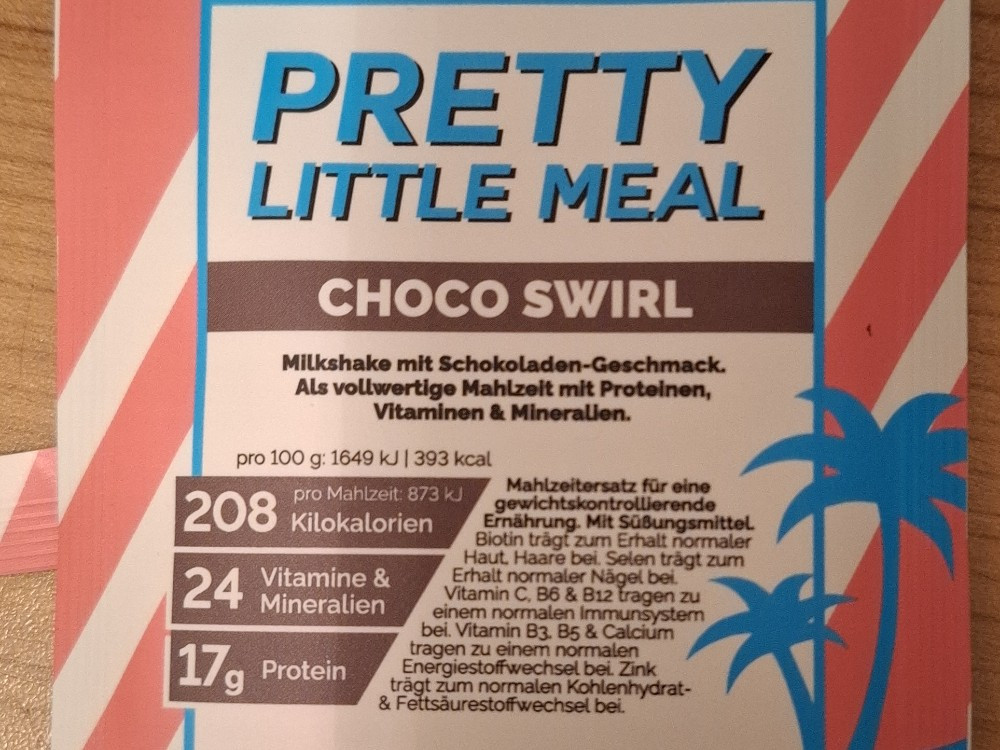 PRETTY
LITTLE MEAL
CHOCO SWIRL
Milkshake mit Schokoladen-Geschmack.
Als vollwertige Mahlzeit mit Proteinen,
Vitaminen & Mineralien.
pro 100 g: 1649 kJ | 393 kcal
208 pro Mahlzeit: 873 kJ
Kilokalorien
24 Vitamine &
Mineralien
17g Protein
Mahlzeitersatz für eine
gewichtskontrollierende
Ernährung. Mit Süßungsmittel.
Biotin trägt zum Erhalt normaler
Haut, Haare bei. Selen trägt zum
Erhalt normaler Nägel bei.
Vitamin C, B6 & B12 tragen zu
einem normalen Immunsystem
bei. Vitamin B3, B5 & Calcium
tragen zu einem normalen
Energiestoffwechsel bei. Zink
trägt zum normalen Kohlenhydrat-
& Fettsäurestoffwechsel bei.